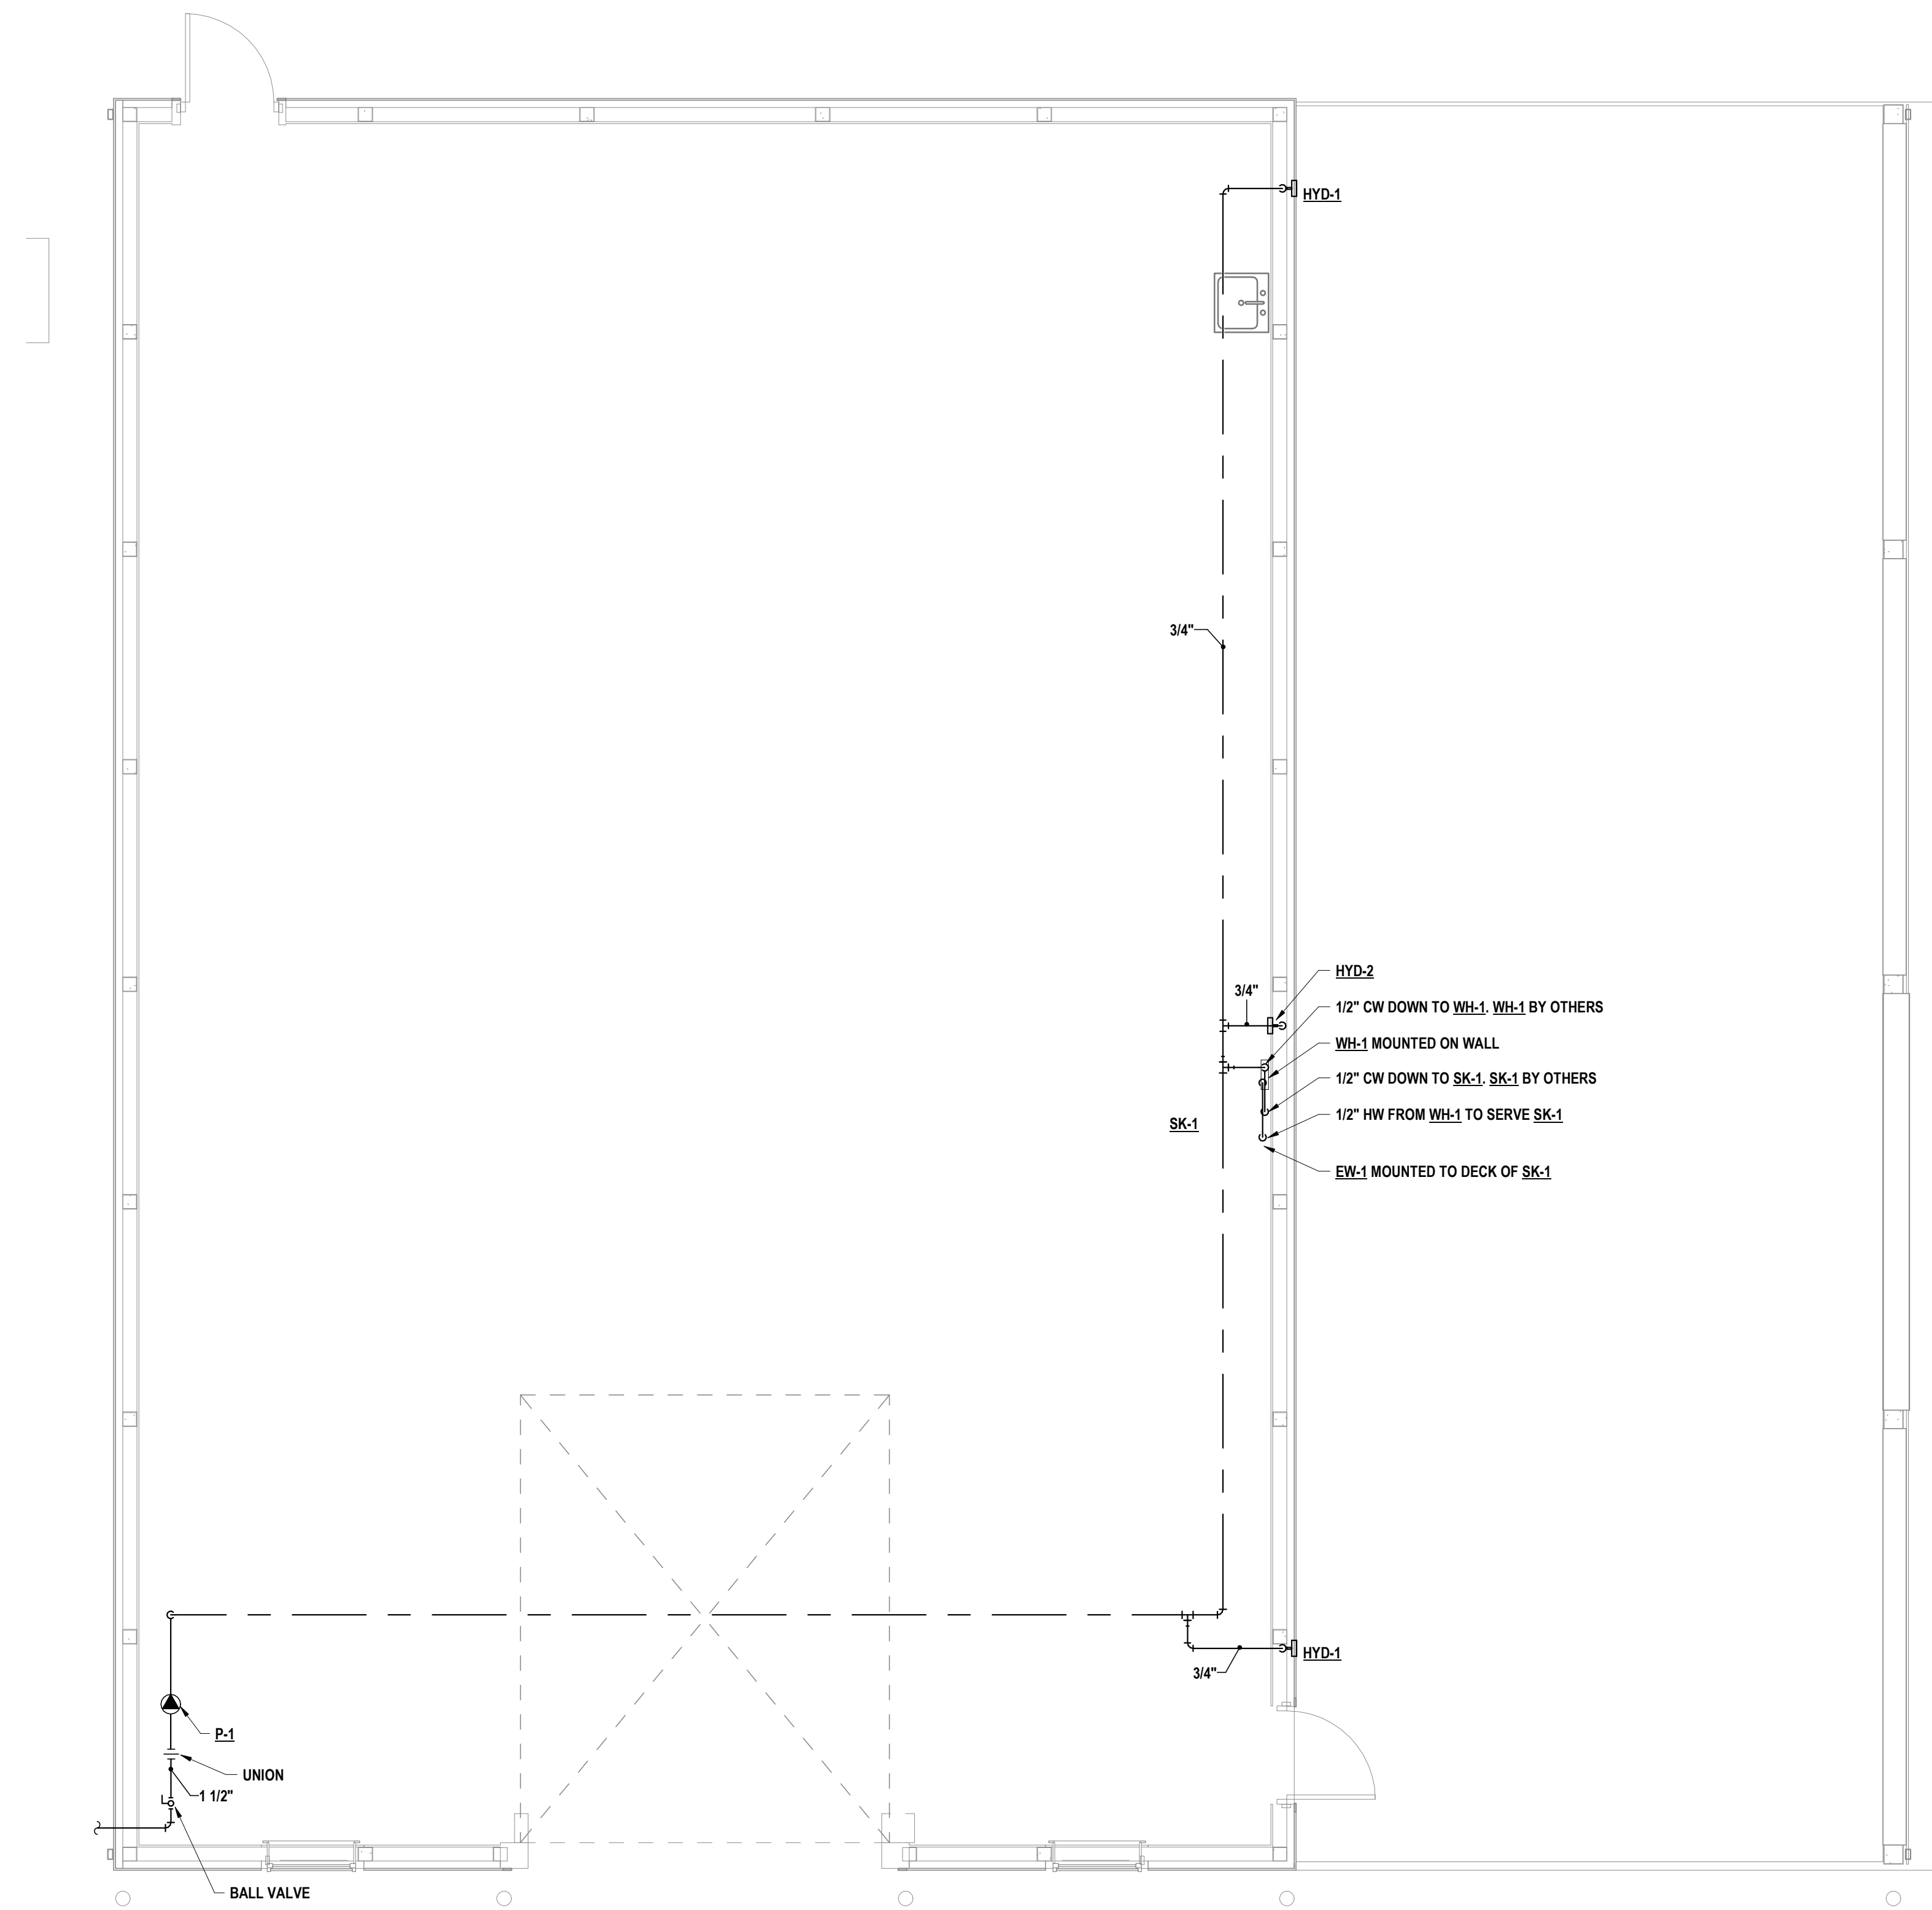 HYD-1
3/4"
HYD-2
3/4"
1/2" CW DOWN TO WH-1. WH-1 BY OTHERS
WH-1 MOUNTED ON WALL
1/2" CW DOWN TO SK-1. SK-1 BY OTHERS
1/2" HW FROM WH-1 TO SERVE SK-1
SK-1
EW-1 MOUNTED TO DECK OF SK-1
HYD-1
3/4"
P-1
UNION
1 1/2"
BALL VALVE